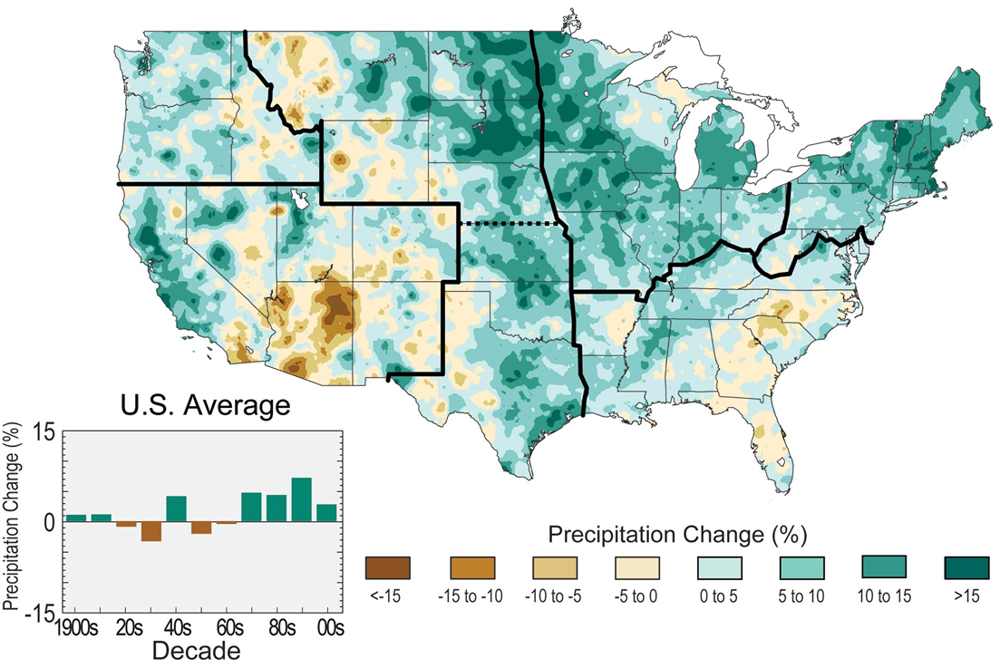 U.S. Average
Precipitation Change (%)
15
0
-15
1900s 20s 40s 60s 80s 00s
Decade
Precipitation Change (%)
<-15 -15 to -10 -10 to -5 -5 to 0 0 to 5 5 to 10 10 to 15 >15